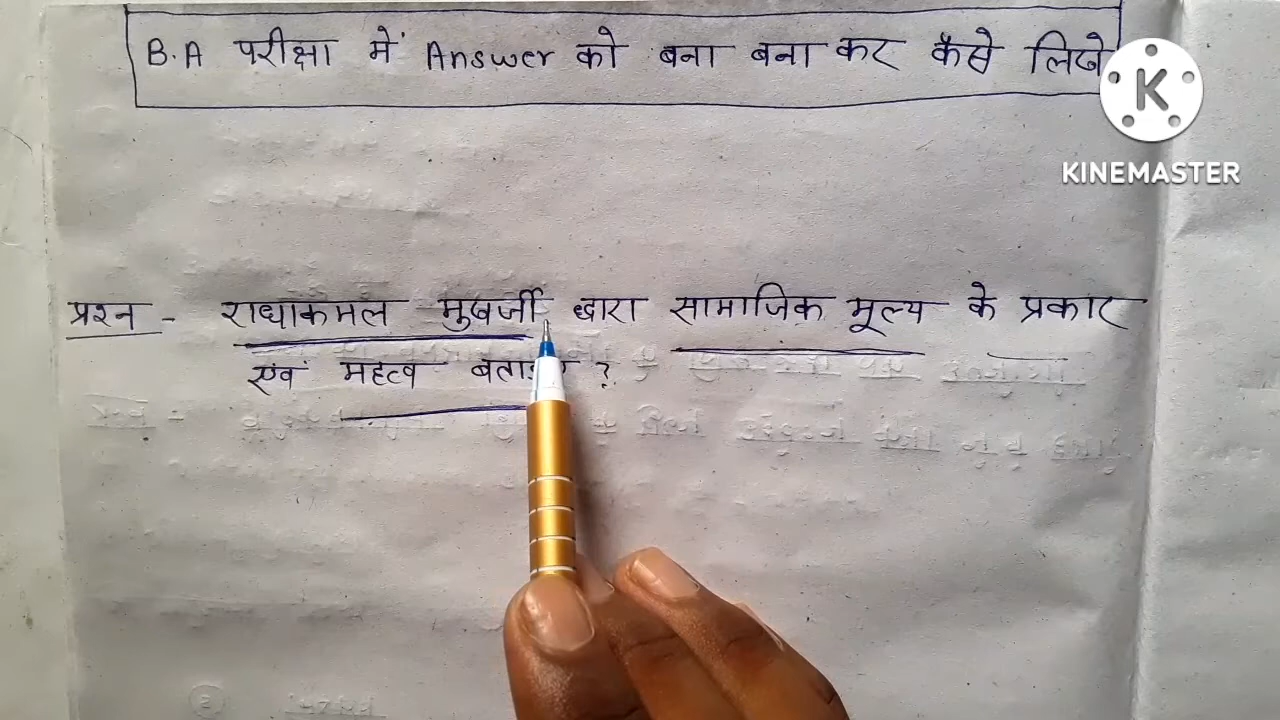 B.A परीक्षा में Answer को बना बना कर कैसे लिखे
K
KINEMASTER
प्रश्न - राधाकमल मुखर्जी द्वारा सामाजिक मूल्य के प्रकार
एवं महत्व बताइए ?